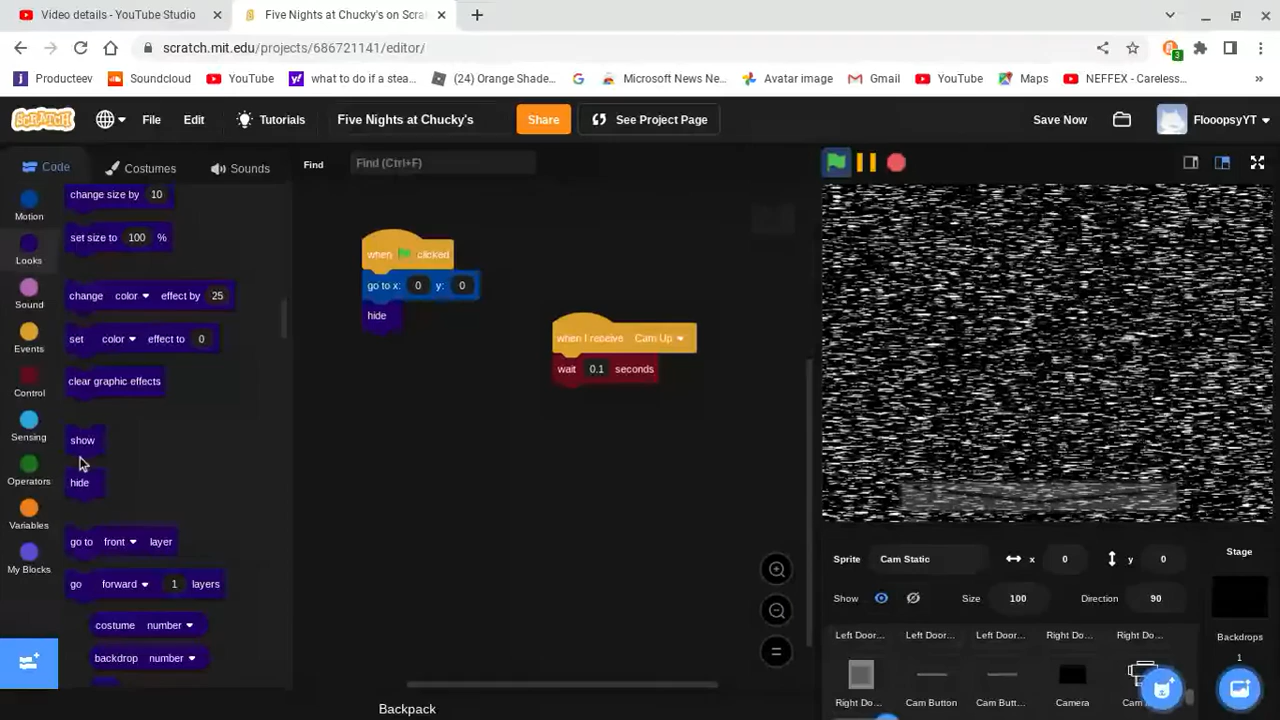 Video details - YouTube Studio
Five Nights at Chucky's on Scra
scratch.mit.edu/projects/686721141/editor/
3
Producteev
Soundcloud
YouTube
what to do if a stea...
(24) Orange Shade...
Microsoft News Ne...
Avatar image
Gmail
YouTube
Maps
NEFFEX - Careless...
»
SCRATCH
File
Edit
Tutorials
Five Nights at Chucky's
Share
See Project Page
Save Now
FlooopsyYT
Code
Costumes
Sounds
Find
Find (Ctrl+F)
Motion
Looks
Sound
Events
Control
Sensing
Operators
Variables
My Blocks
change size by 10
set size to 100 %
change color effect by 25
set color effect to 0
clear graphic effects
show
hide
go to front layer
go forward 1 layers
costume number
backdrop number
when clicked
go to x: 0 y: 0
hide
when I receive Cam Up
wait 0.1 seconds
Sprite Cam Static x 0 y 0
Show Size 100 Direction 90
Left Door...
Left Door...
Left Door...
Right Do...
Right Do...
Right Do...
Cam Button
Cam Butt...
Camera
Cam
Stage
Backdrops
1
Backpack